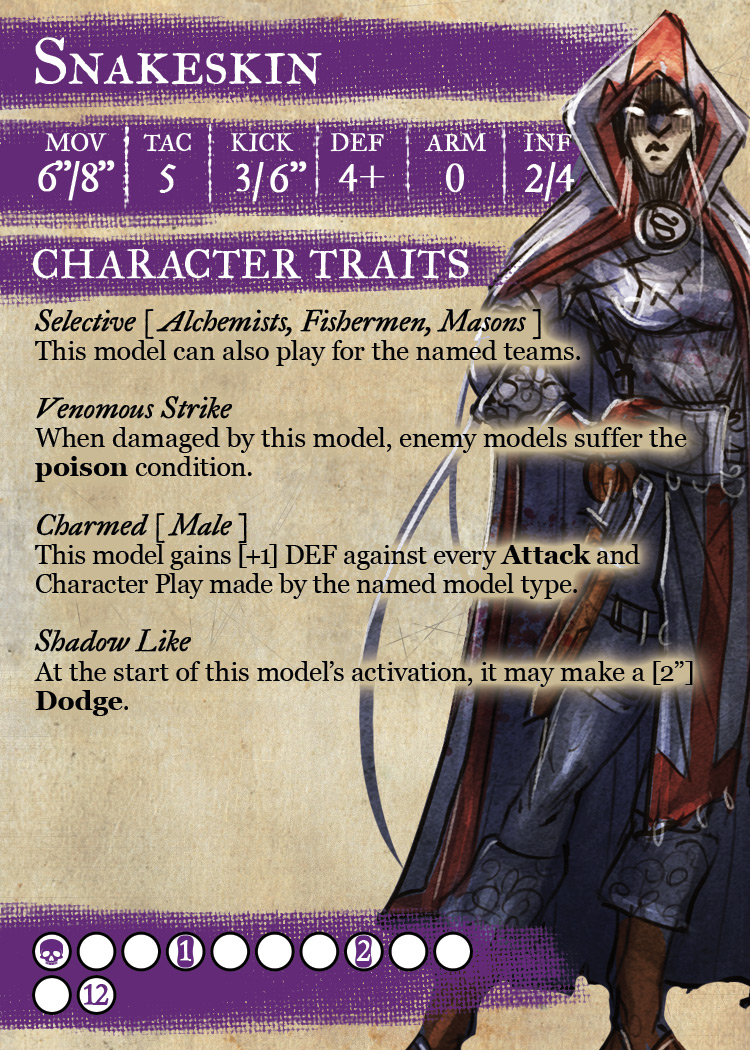 Snakeskin
MOV TAC KICK DEF ARM INF
6”/8” 5 3/6” 4+ 0 2/4
CHARACTER TRAITS
Selective [ Alchemists, Fishermen, Masons ]
This model can also play for the named teams.
Venomous Strike
When damaged by this model, enemy models suffer the
poison condition.
Charmed [ Male ]
This model gains [+1] DEF against every Attack and
Character Play made by the named model type.
Shadow Like
At the start of this model’s activation, it may make a [2”]
Dodge.
1 2
12
S